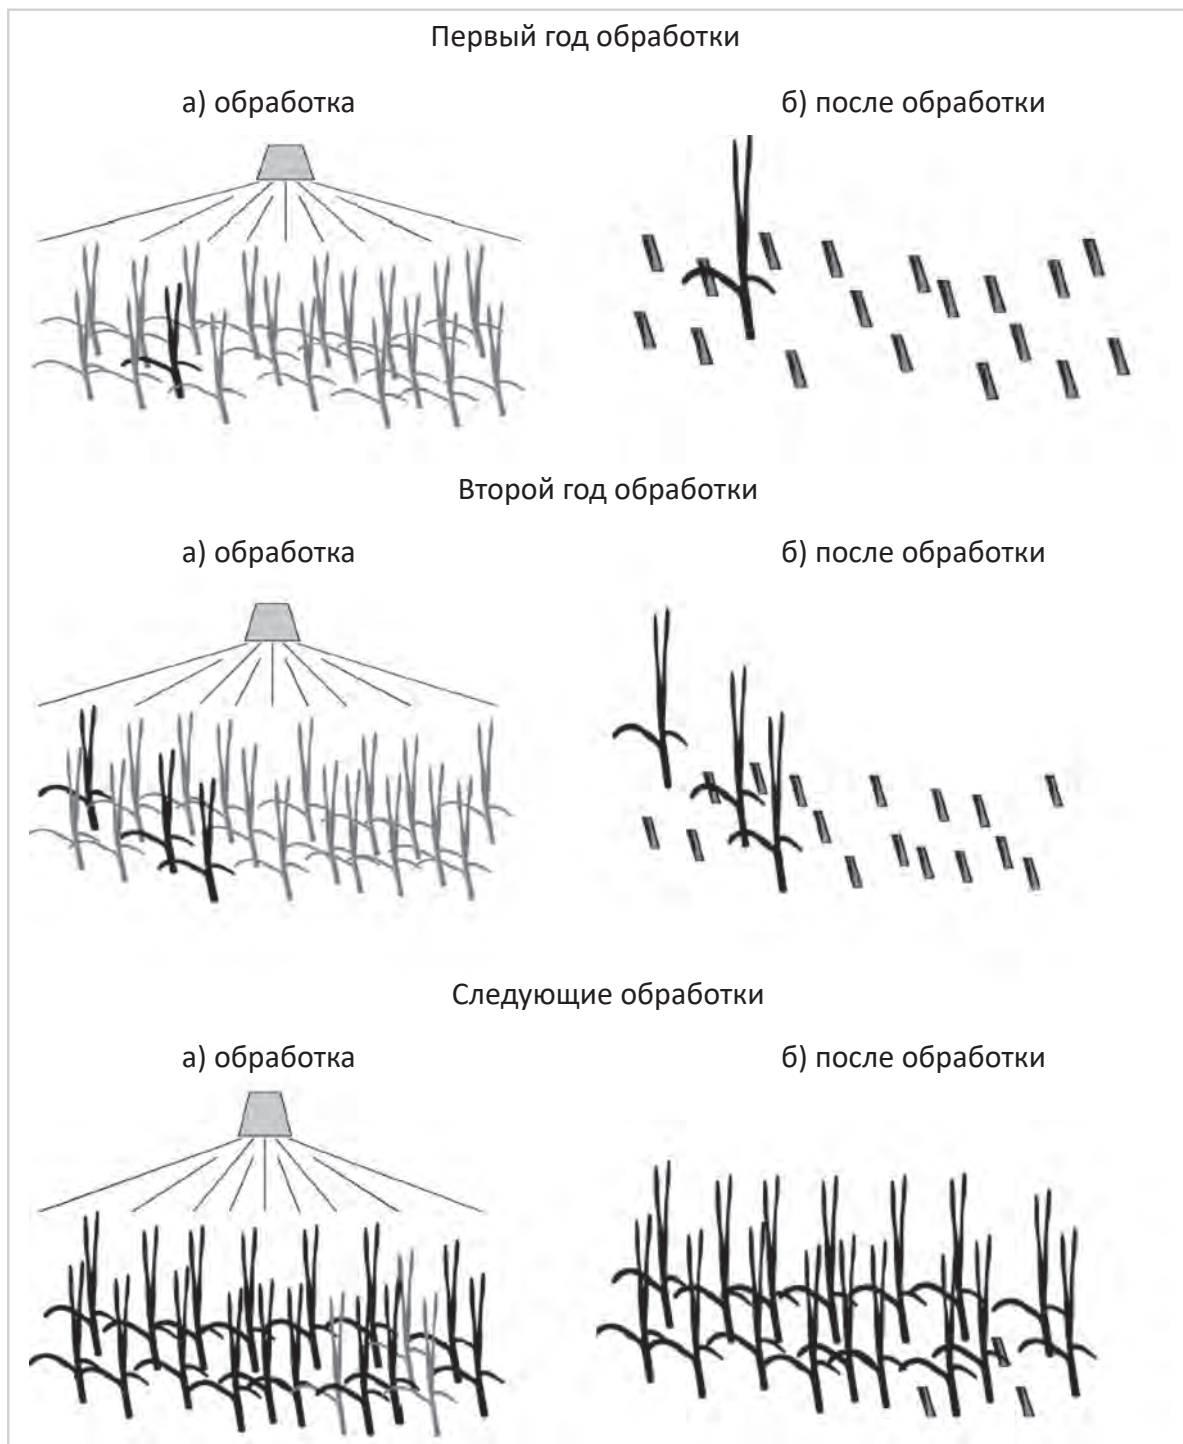 Первый год обработки
а) обработка
б) после обработки
Второй год обработки
а) обработка
б) после обработки
Следующие обработки
а) обработка
б) после обработки